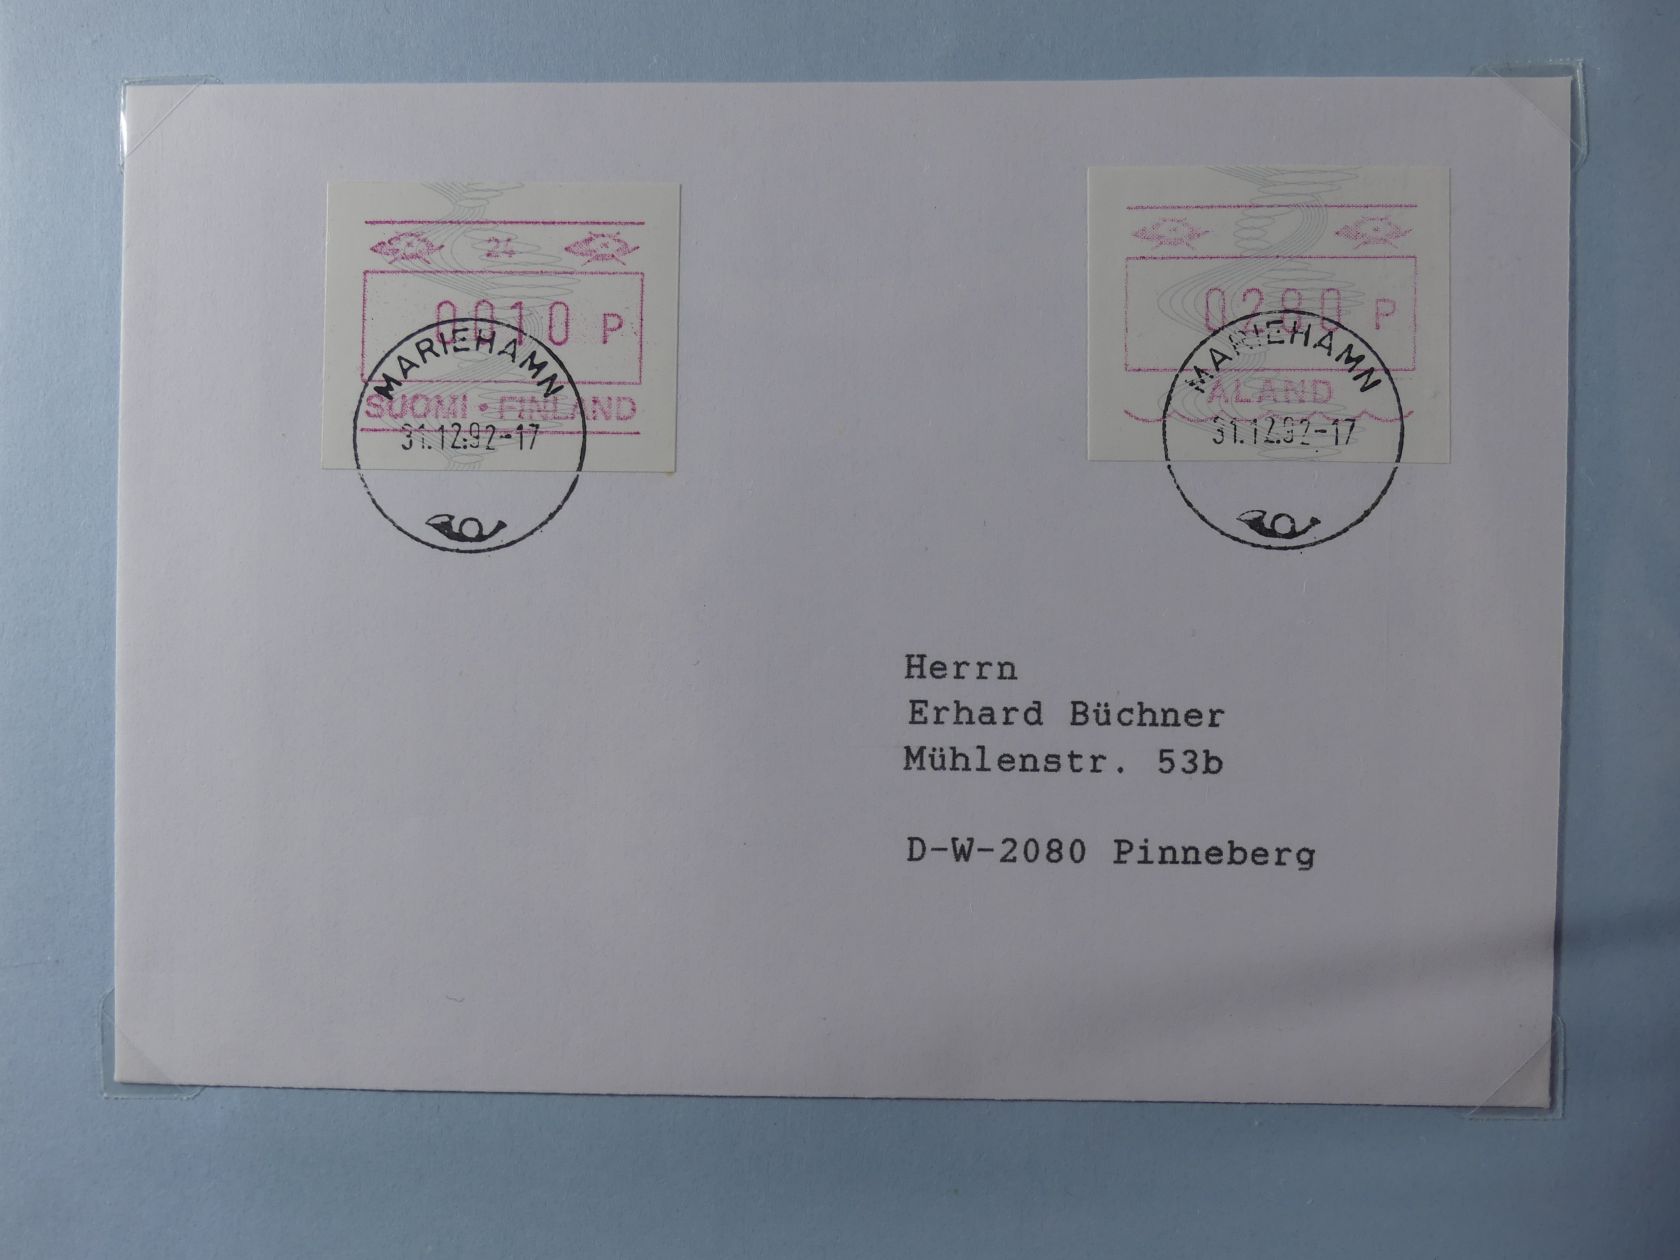 24
0010 P
SUOMI • FINLAND
MARIEHAMN
31.12.92-17
0280 P
ÅLAND
MARIEHAMN
31.12.92-17
Herrn
Erhard Büchner
Mühlenstr. 53b
D-W-2080 Pinneberg